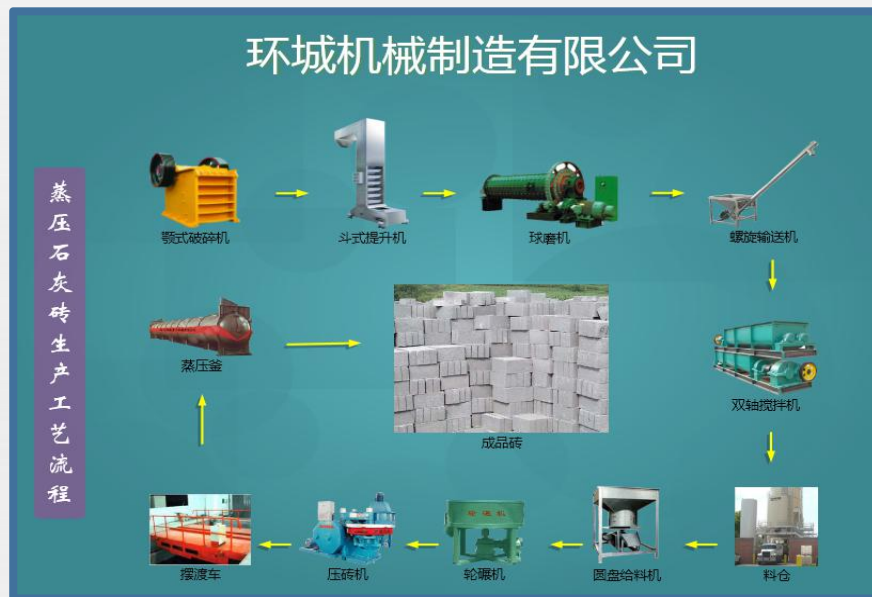 环城机械制造有限公司
蒸压石灰砖生产工艺流程
颚式破碎机
斗式提升机
球磨机
螺旋输送机
双轴搅拌机
料仓
圆盘给料机
轮碾机
压砖机
摆渡车
蒸压釜
成品砖